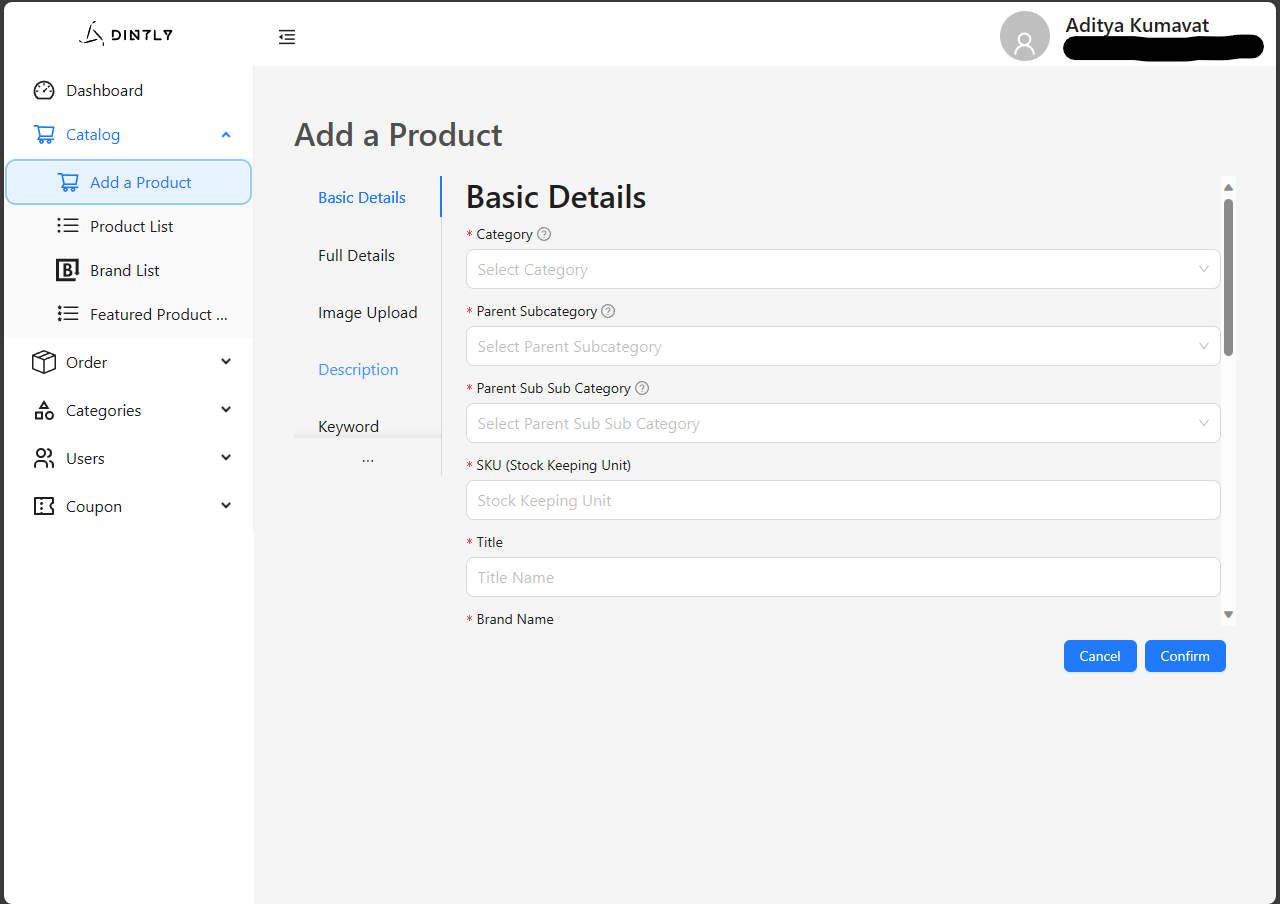 DINTLY
Aditya Kumavat
Dashboard
Catalog
Add a Product
Product List
Brand List
Featured Product ...
Order
Categories
Users
Coupon
Add a Product
Basic Details
Full Details
Image Upload
Description
Keyword
...
Basic Details
* Category
Select Category
* Parent Subcategory
Select Parent Subcategory
* Parent Sub Sub Category
Select Parent Sub Sub Category
* SKU (Stock Keeping Unit)
Stock Keeping Unit
* Title
Title Name
* Brand Name
Cancel Confirm